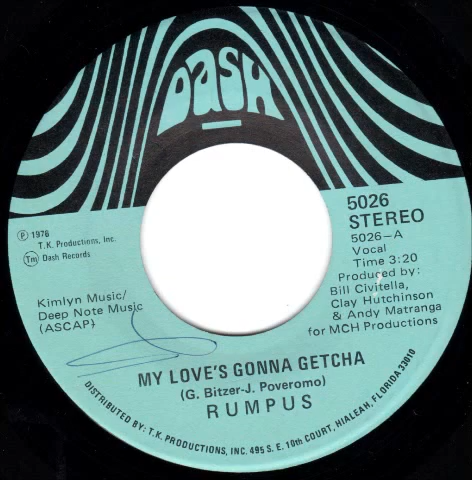 Dash
5026
STEREO
5026-A
Vocal
Time 3:20
Produced by:
Bill Civitella,
Clay Hutchinson
& Andy Matranga
for MCH Productions
Ⓟ 1976
T.K. Productions, Inc.
Tm Dash Records
Kimlyn Music/
Deep Note Music
(ASCAP)
MY LOVE'S GONNA GETCHA
(G. Bitzer-J. Poveromo)
RUMPUS
DISTRIBUTED BY: T.K. PRODUCTIONS, INC. 495 S.E. 10th COURT, HIALEAH, FLORIDA 33010